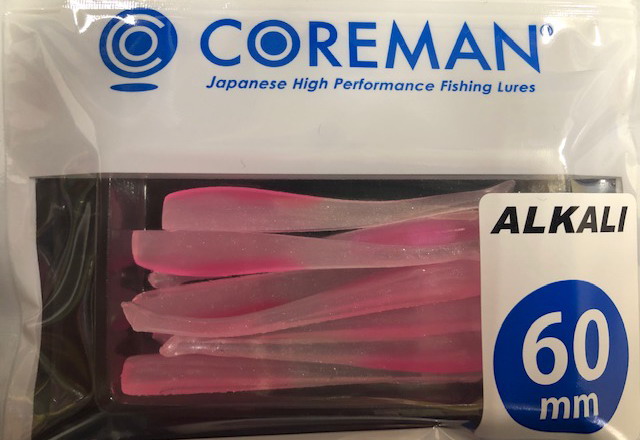 COREMAN®
Japanese High Performance Fishing Lures
ALKALI
60
mm